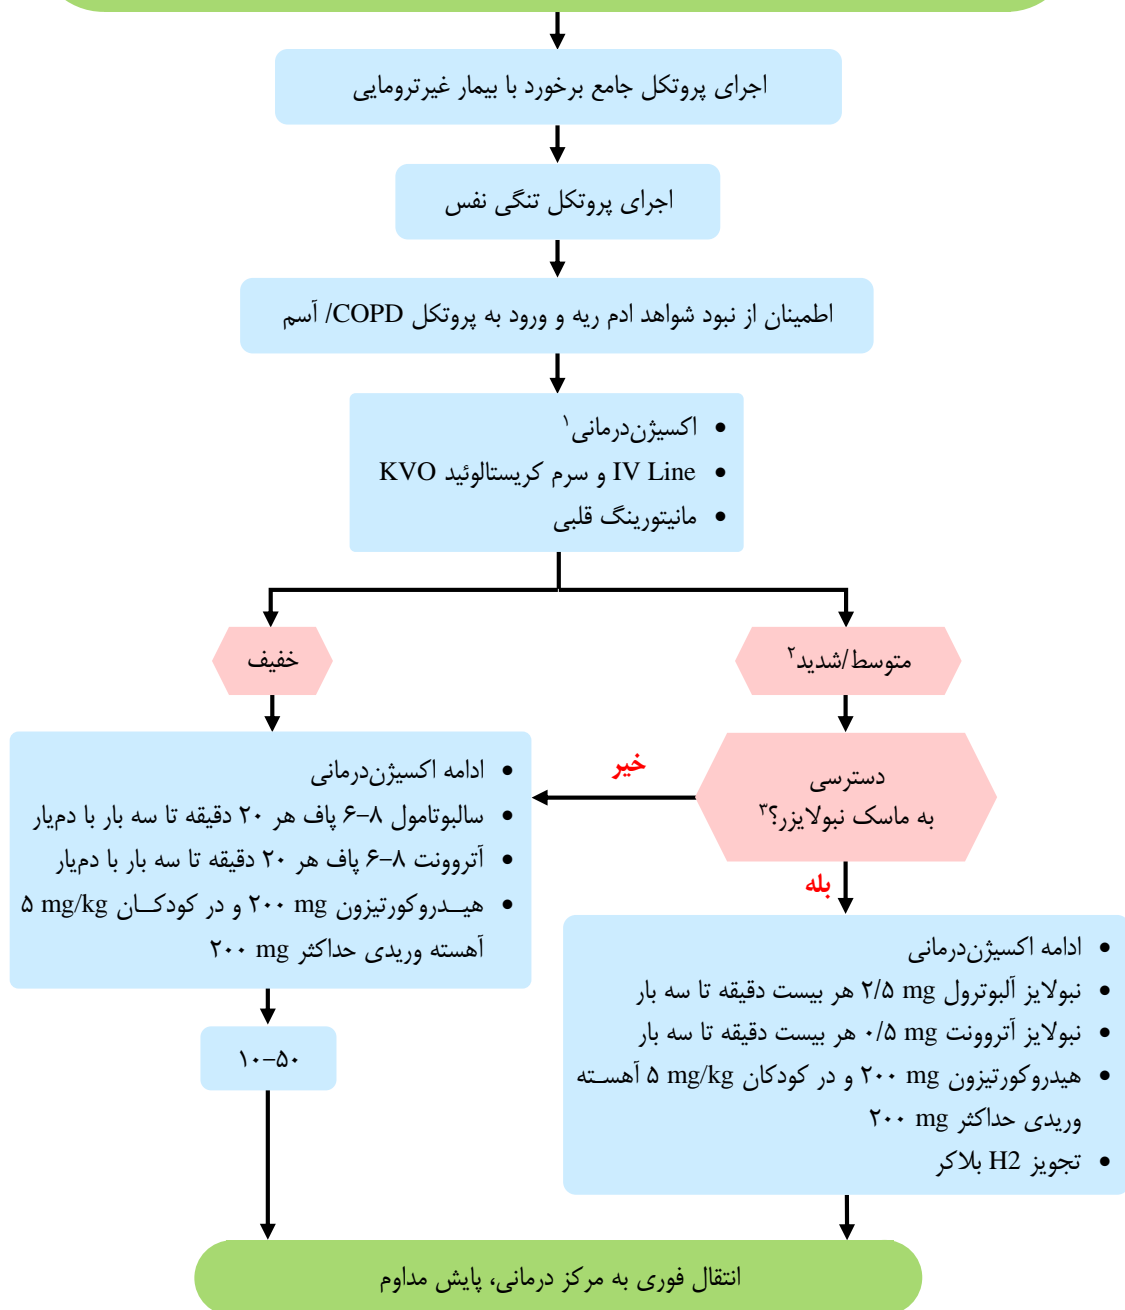 اجرای پروتکل جامع برخورد با بیمار غیرترومایی
اجرای پروتکل تنگی نفس
اطمینان از نبود شواهد ادم ریه و ورود به پروتکل COPD/ آسم
• اکسیژن‌درمانی۱
• IV Line و سرم کریستالوئید KVO
• مانیتورینگ قلبی
متوسط/شدید۲
خفیف
دسترسی
به ماسک نبولایزر؟۳
خیر
بله
• ادامه اکسیژن‌درمانی
• نبولایز آلبوترول ۲/۵ mg هر بیست دقیقه تا سه بار
• نبولایز آتروونت ۰/۵ mg هر بیست دقیقه تا سه بار
• هیدروکورتیزون ۲۰۰ mg و در کودکان ۵ mg/kg آهسته
وریدی حداکثر ۲۰۰ mg
• تجویز H2 بلاکر
• ادامه اکسیژن‌درمانی
• سالبوتامول ۸–۶ پاف هر ۲۰ دقیقه تا سه بار با دم‌یار
• آتروونت ۸–۶ پاف هر ۲۰ دقیقه تا سه بار با دم‌یار
• هیدروکورتیزون ۲۰۰ mg و در کودکان ۵ mg/kg
آهسته وریدی حداکثر ۲۰۰ mg
۱۰–۵۰
انتقال فوری به مرکز درمانی، پایش مداوم